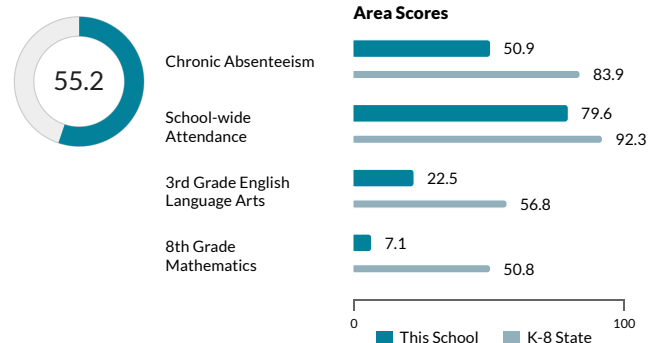 Area Scores
55.2
Chronic Absenteeism
50.9
83.9
School-wide
Attendance
79.6
92.3
3rd Grade English
Language Arts
22.5
56.8
8th Grade
Mathematics
7.1
50.8
0
100
This School
K-8 State